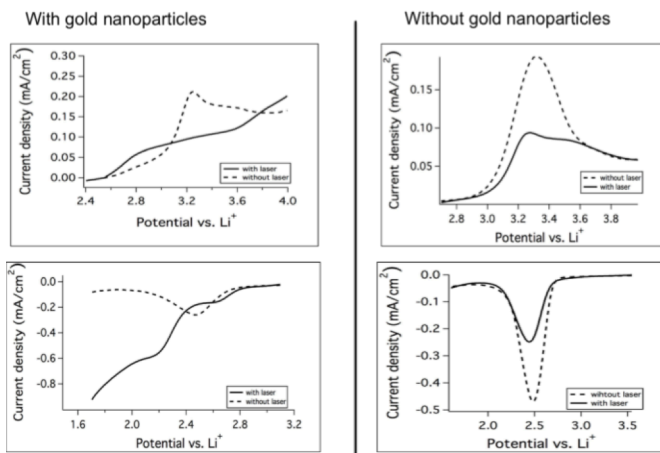 With gold nanoparticles
Without gold nanoparticles
Current density (mA/cm²)
0.30
0.25
0.20
0.15
0.10
0.05
0.00
with laser
without laser
2.4 2.8 3.2 3.6 4.0
Potential vs. Li⁺
Current density (mA/cm²)
0.15
0.10
0.05
without laser
with laser
2.8 3.0 3.2 3.4 3.6 3.8
Potential vs. Li⁺
Current density (mA/cm²)
0.0
-0.2
-0.4
-0.6
-0.8
with laser
without laser
1.6 2.0 2.4 2.8 3.2
Potential vs. Li⁺
Current density (mA/cm²)
0.0
-0.1
-0.2
-0.3
-0.4
-0.5
wihtout laser
with laser
2.0 2.5 3.0 3.5
Potential vs. Li⁺